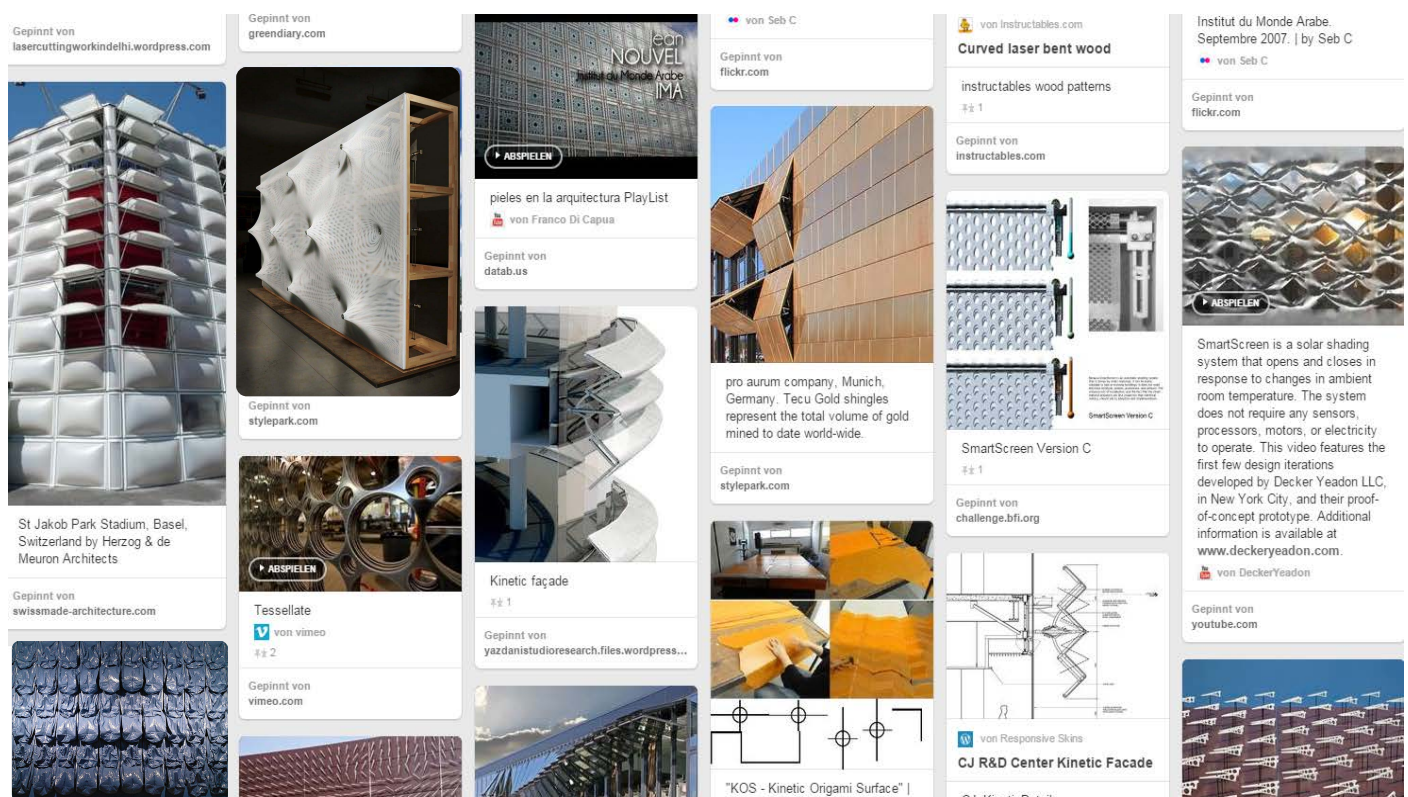 Gepinnt von
lasercuttingworkindelhi.wordpress.com
St Jakob Park Stadium, Basel,
Switzerland by Herzog & de
Meuron Architects
Gepinnt von
swissmade-architecture.com
Gepinnt von
greendiary.com
Gepinnt von
stylepark.com
ABSPIELEN
Tessellate
von vimeo
2
Gepinnt von
vimeo.com
jean
NOUVEL
Institut du Monde Arabe
IMA
ABSPIELEN
pieles en la arquitectura PlayList
von Franco Di Capua
Gepinnt von
datab.us
Kinetic façade
1
Gepinnt von
yazdanistudioresearch.files.wordpress...
von Seb C
Gepinnt von
flickr.com
pro aurum company, Munich,
Germany. Tecu Gold shingles
represent the total volume of gold
mined to date world-wide.
Gepinnt von
stylepark.com
"KOS - Kinetic Origami Surface" |
von Instructables.com
Curved laser bent wood
instructables wood patterns
1
Gepinnt von
instructables.com
SmartScreen Version C
SmartScreen Version C
1
Gepinnt von
challenge.bfi.org
von Responsive Skins
CJ R&D Center Kinetic Facade
Institut du Monde Arabe.
Septembre 2007. | by Seb C
von Seb C
Gepinnt von
flickr.com
ABSPIELEN
SmartScreen is a solar shading
system that opens and closes in
response to changes in ambient
room temperature. The system
does not require any sensors,
processors, motors, or electricity
to operate. This video features the
first few design iterations
developed by Decker Yeadon LLC,
in New York City, and their proof-
of-concept prototype. Additional
information is available at
www.deckeryeadon.com.
von DeckerYeadon
Gepinnt von
youtube.com